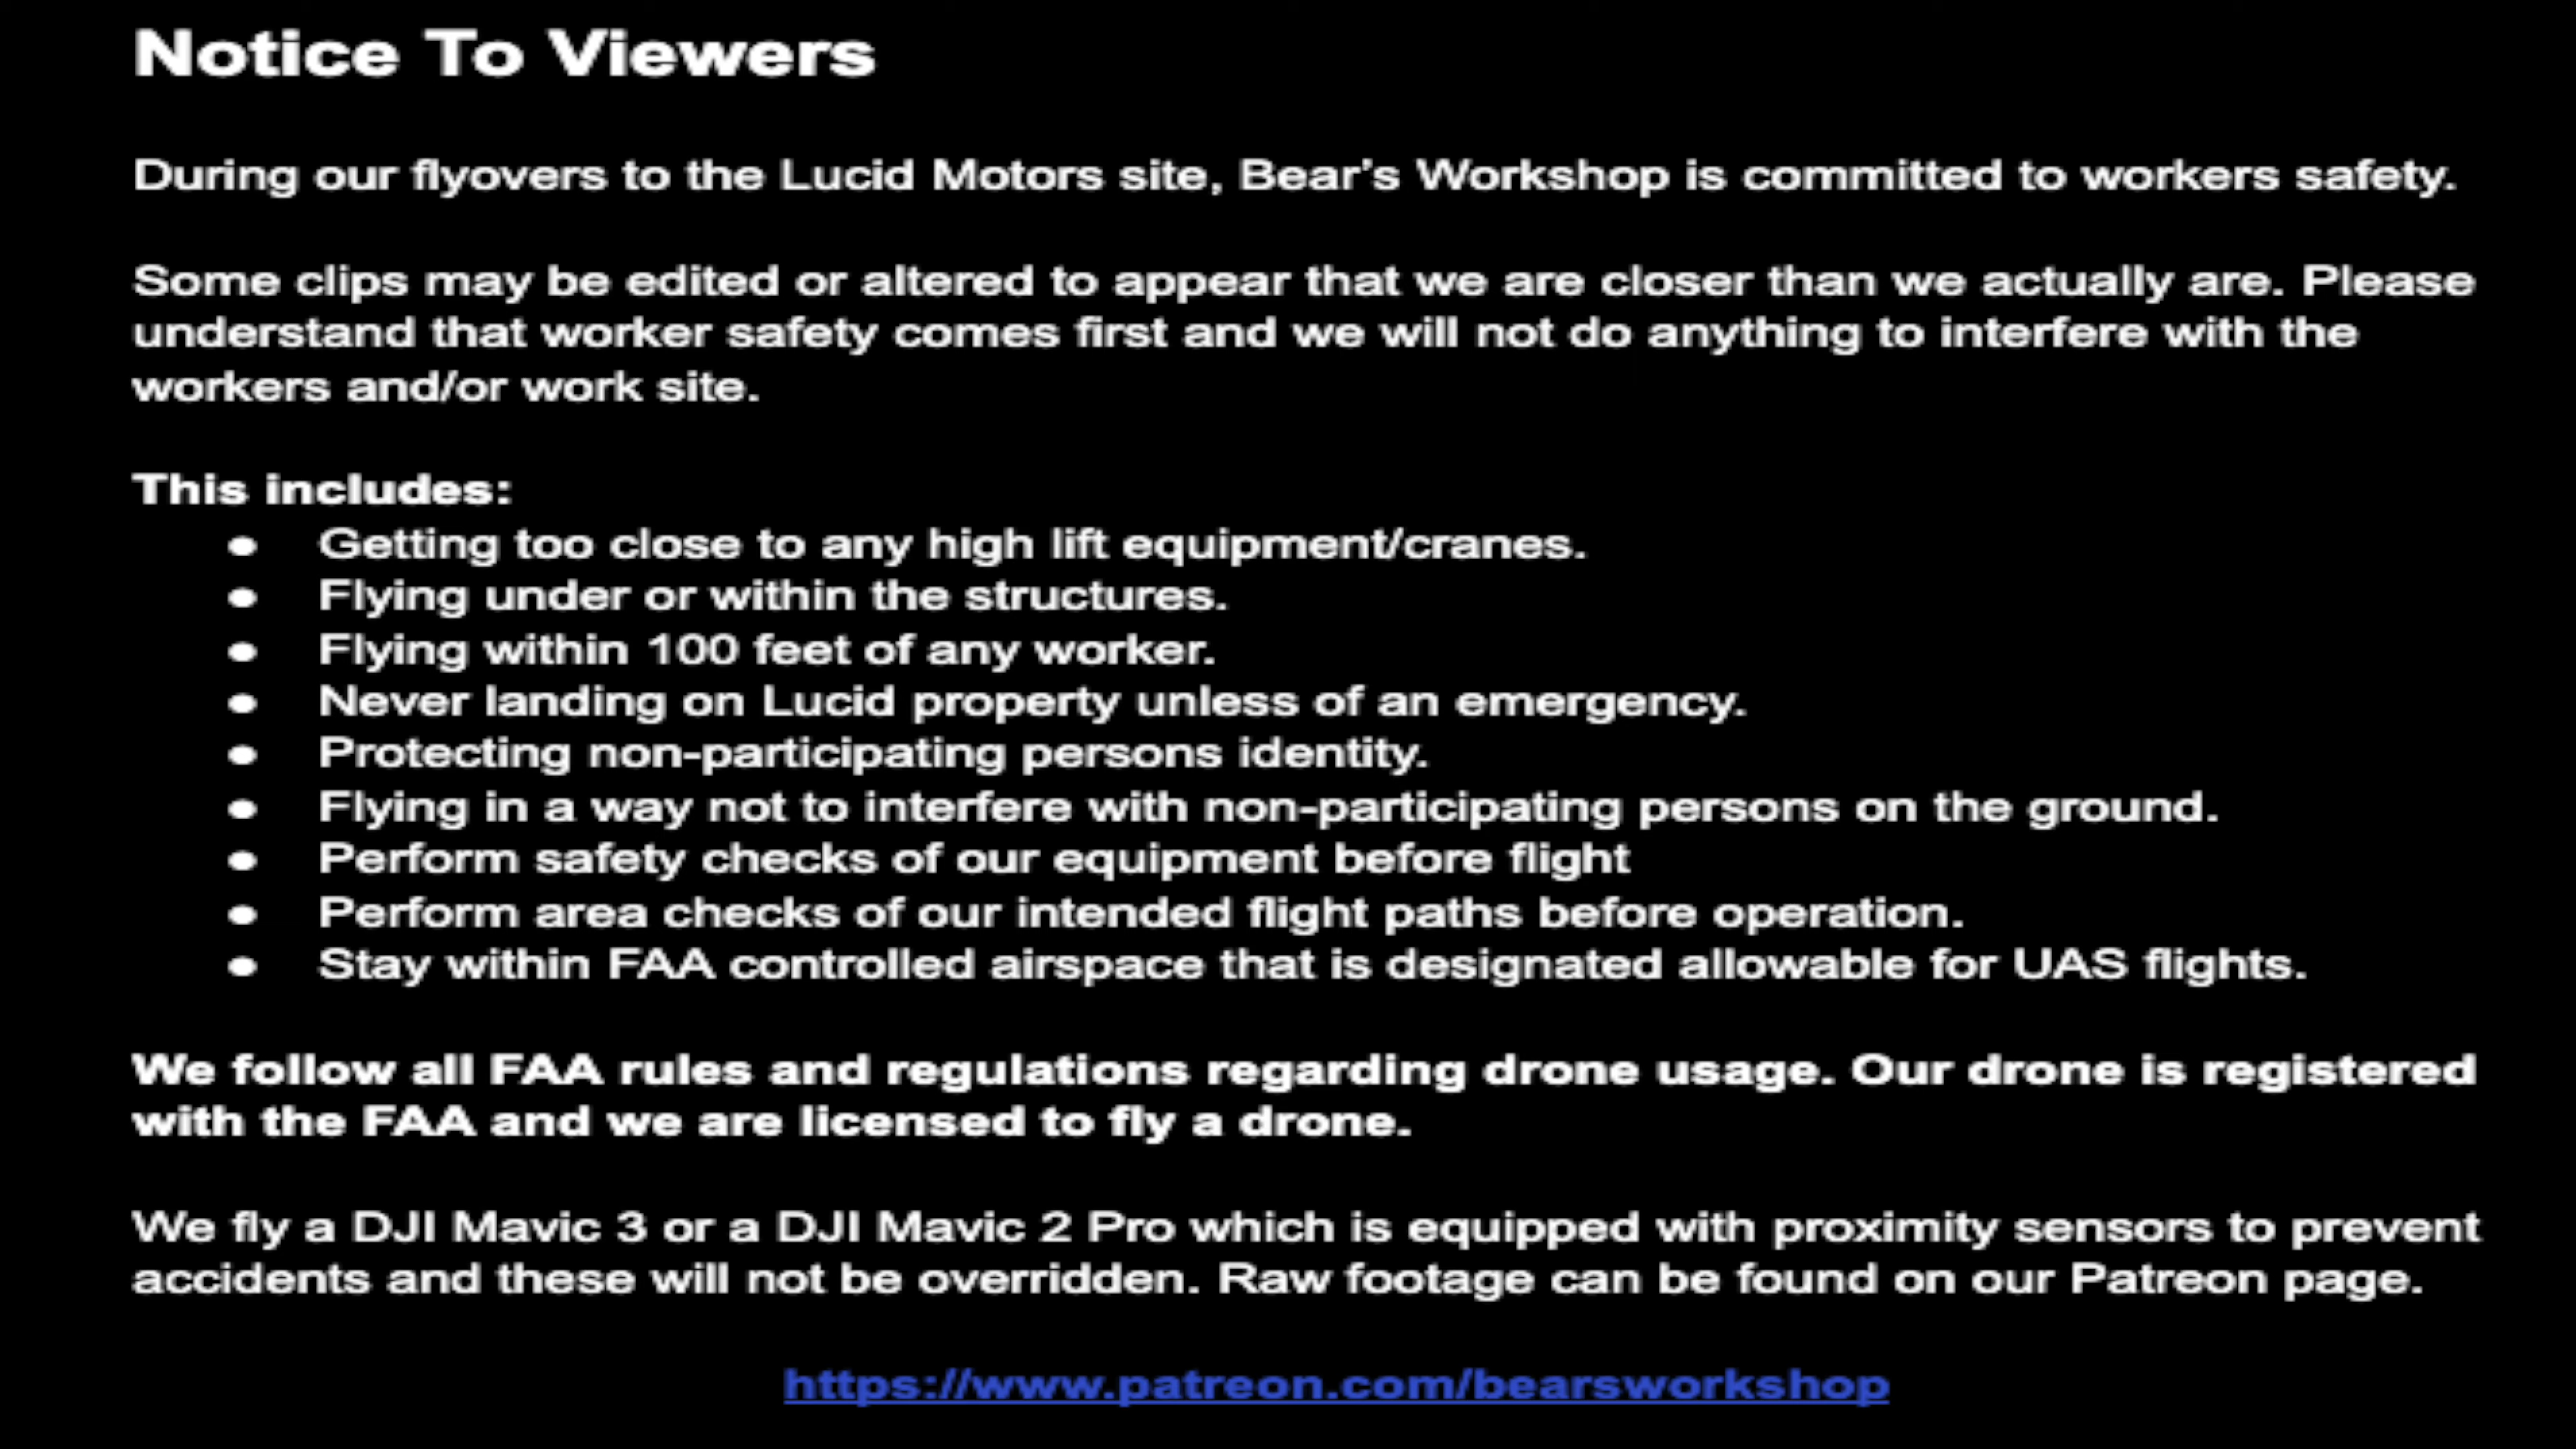 Notice To Viewers
During our flyovers to the Lucid Motors site, Bear's Workshop is committed to workers safety.
Some clips may be edited or altered to appear that we are closer than we actually are. Please
understand that worker safety comes first and we will not do anything to interfere with the
workers and/or work site.
This includes:
● Getting too close to any high lift equipment/cranes.
● Flying under or within the structures.
● Flying within 100 feet of any worker.
● Never landing on Lucid property unless of an emergency.
● Protecting non-participating persons identity.
● Flying in a way not to interfere with non-participating persons on the ground.
● Perform safety checks of our equipment before flight
● Perform area checks of our intended flight paths before operation.
● Stay within FAA controlled airspace that is designated allowable for UAS flights.
We follow all FAA rules and regulations regarding drone usage. Our drone is registered
with the FAA and we are licensed to fly a drone.
We fly a DJI Mavic 3 or a DJI Mavic 2 Pro which is equipped with proximity sensors to prevent
accidents and these will not be overridden. Raw footage can be found on our Patreon page.
https://www.patreon.com/bearsworkshop